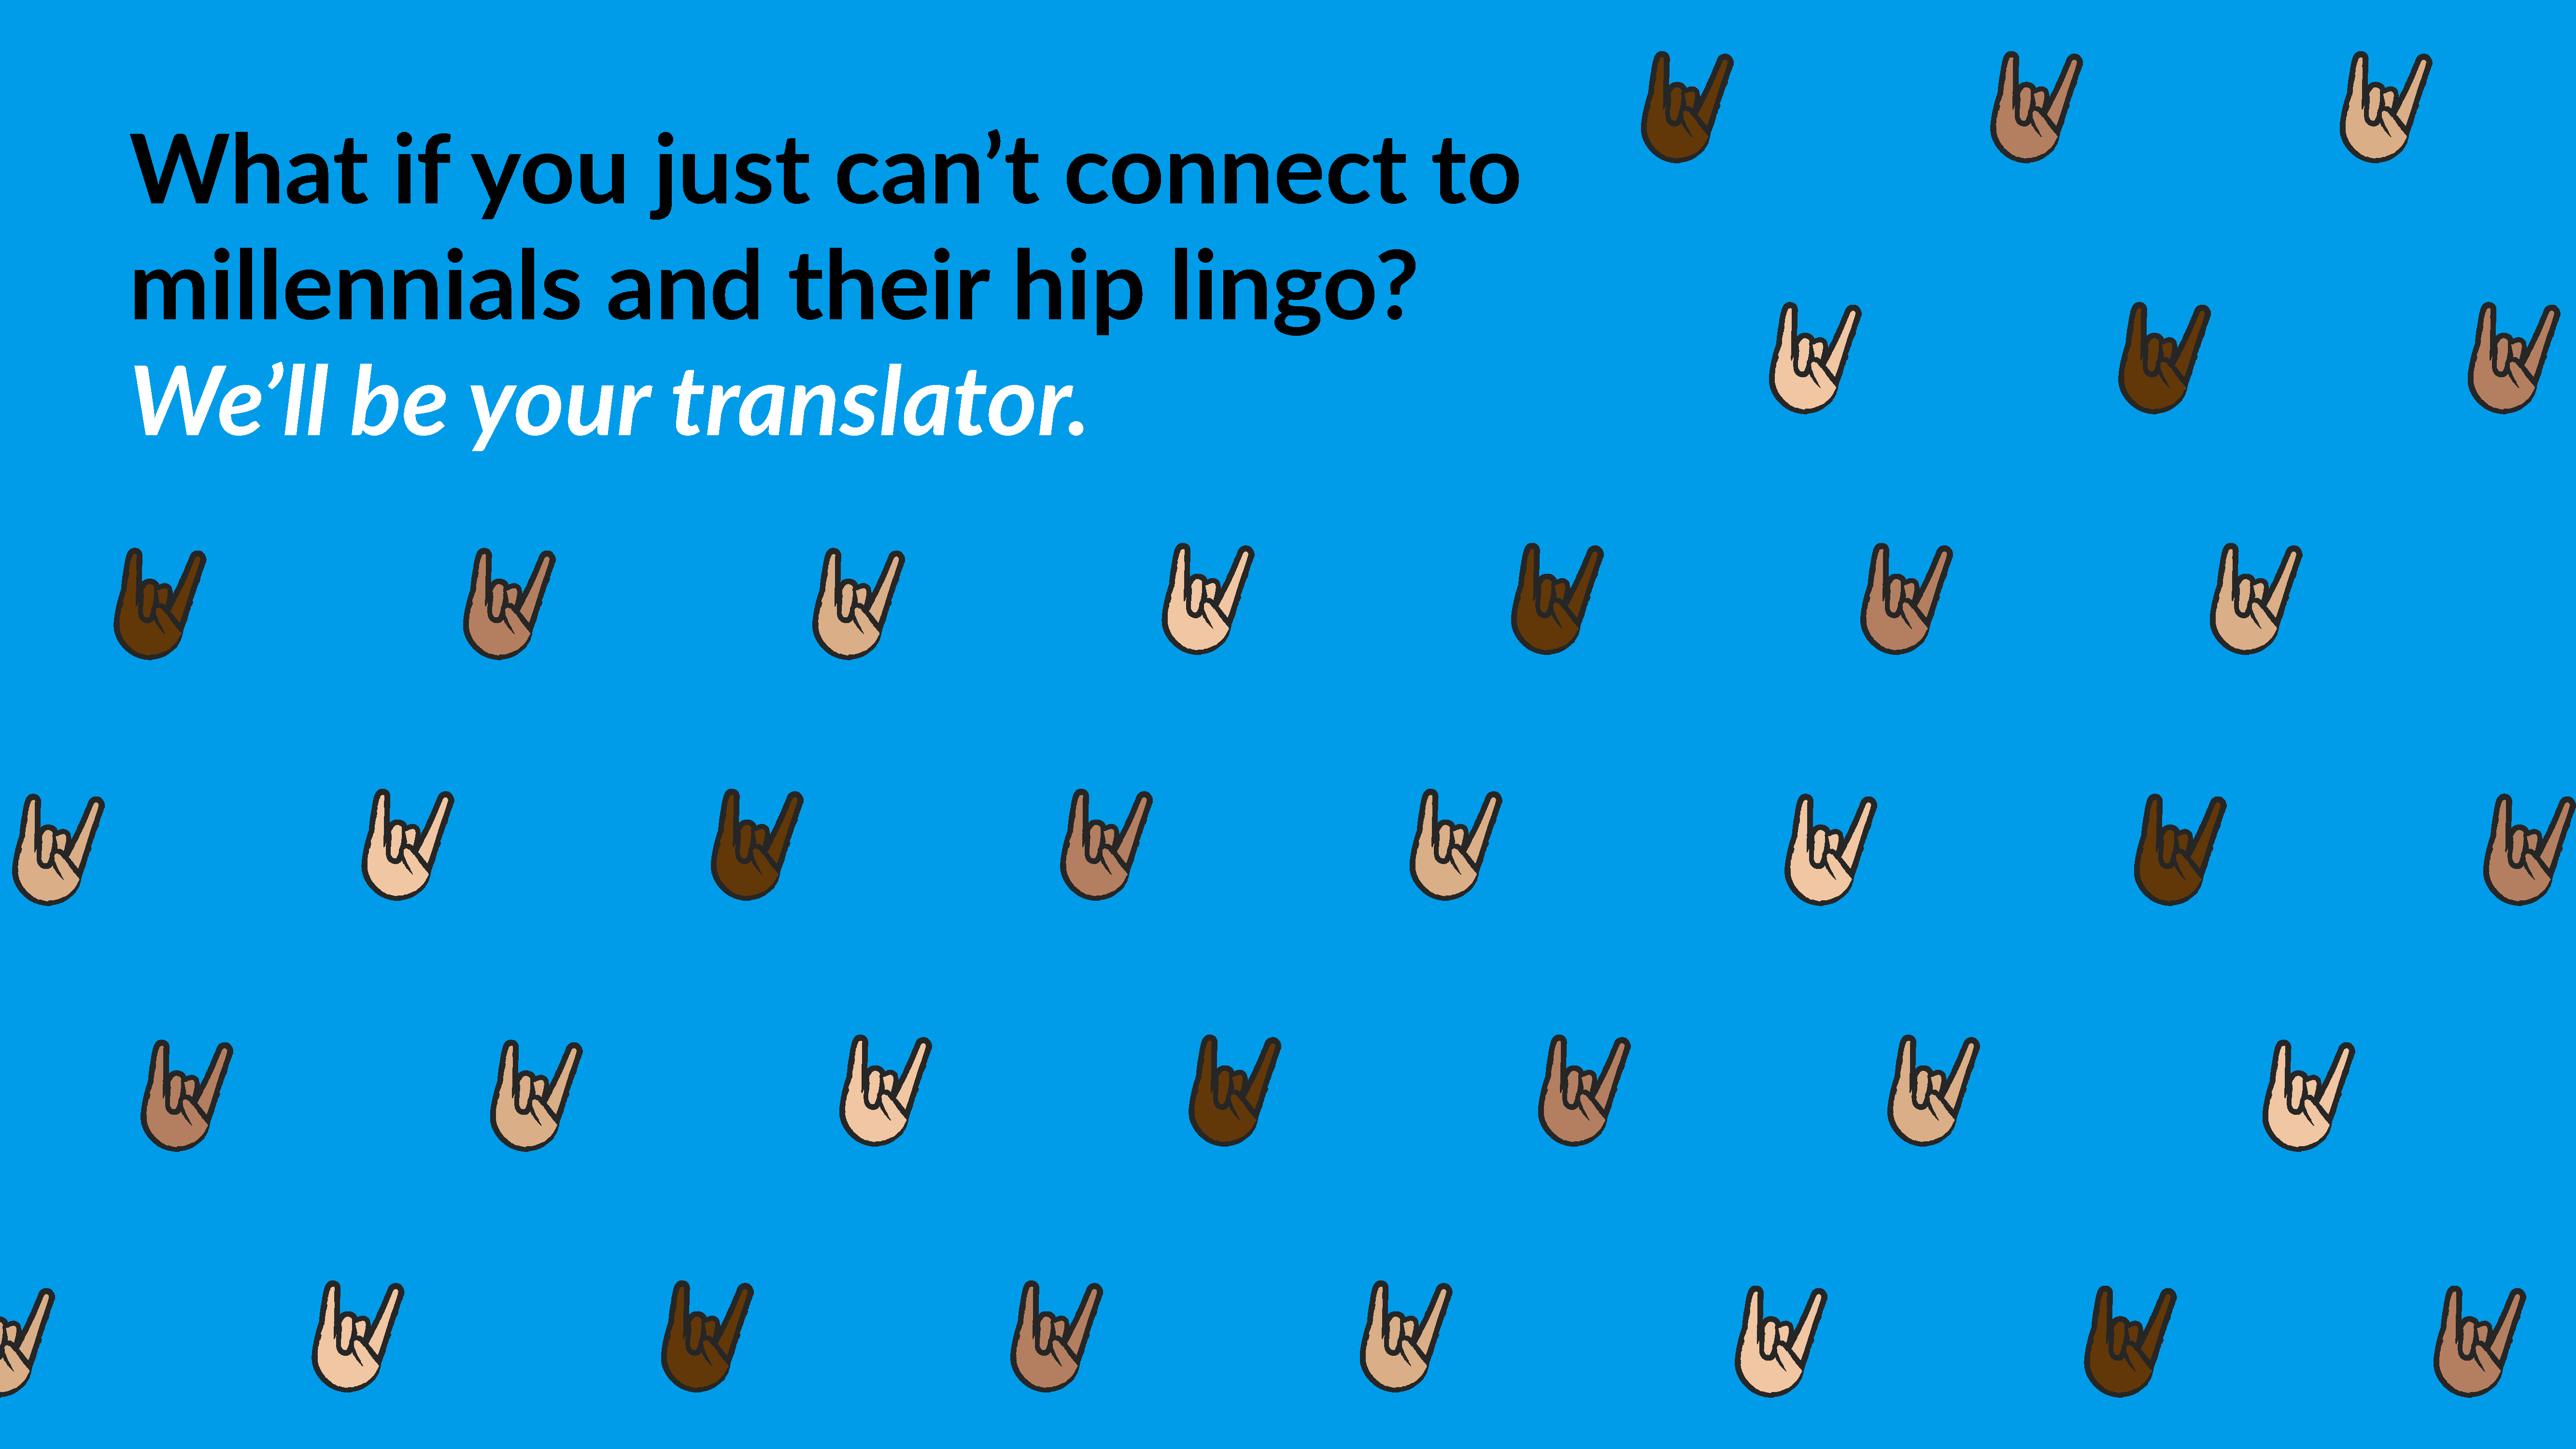 What if you just can’t connect to
millennials and their hip lingo?
We’ll be your translator.